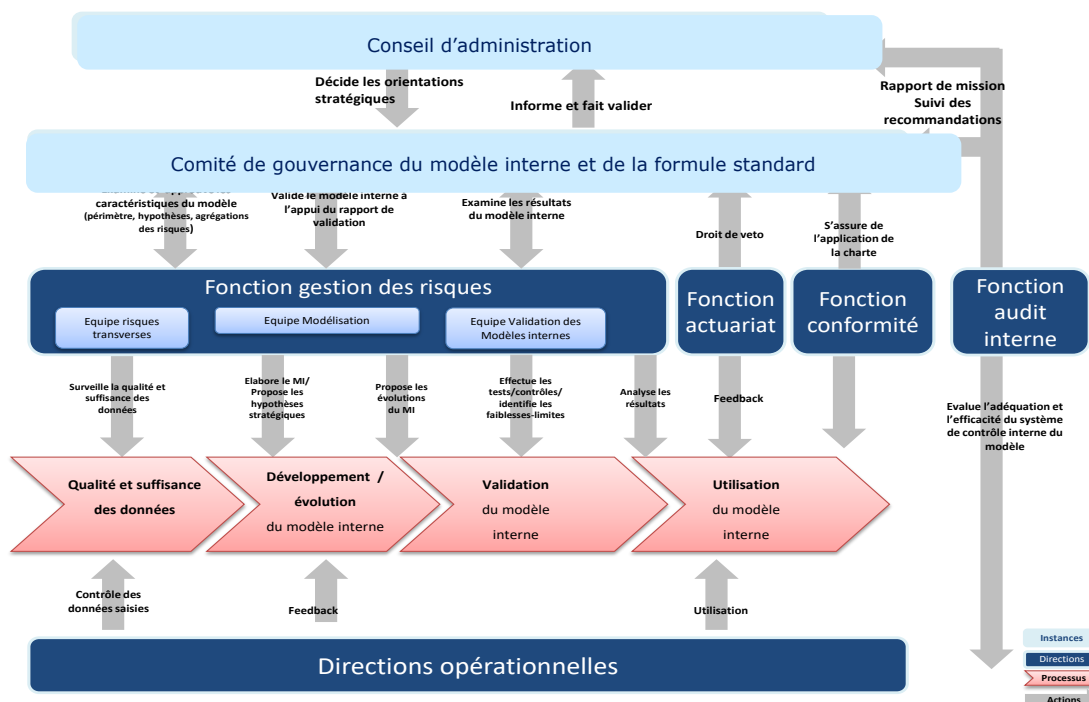 Conseil d’administration
Décide les orientations
stratégiques
Informe et fait valider
Rapport de mission
Suivi des
recommandations
Comité de gouvernance du modèle interne et de la formule standard
caractéristiques du modèle
(périmètre, hypothèses, agrégations
des risques)
Valide le modèle interne à
l’appui du rapport de
validation
Examine les résultats
du modèle interne
Droit de veto
S’assure de
l’application de
la charte
Fonction gestion des risques
Equipe risques
transverses
Equipe Modélisation
Equipe Validation des
Modèles internes
Fonction
actuariat
Fonction
conformité
Fonction
audit
interne
Surveille la qualité et
suffisance des
données
Elabore le MI/
Propose les
hypothèses
stratégiques
Propose les
évolutions
du MI
Effectue les
tests/contrôles/
identifie les
faiblesses-limites
Analyse les
résultats
Feedback
Evalue l’adéquation et
l’efficacité du système
de contrôle interne du
modèle
Qualité et suffisance
des données
Développement /
évolution
du modèle interne
Validation
du modèle
interne
Utilisation
du modèle
interne
Contrôle des
données saisies
Feedback
Utilisation
Directions opérationnelles
Instances
Directions
Processus
Actions